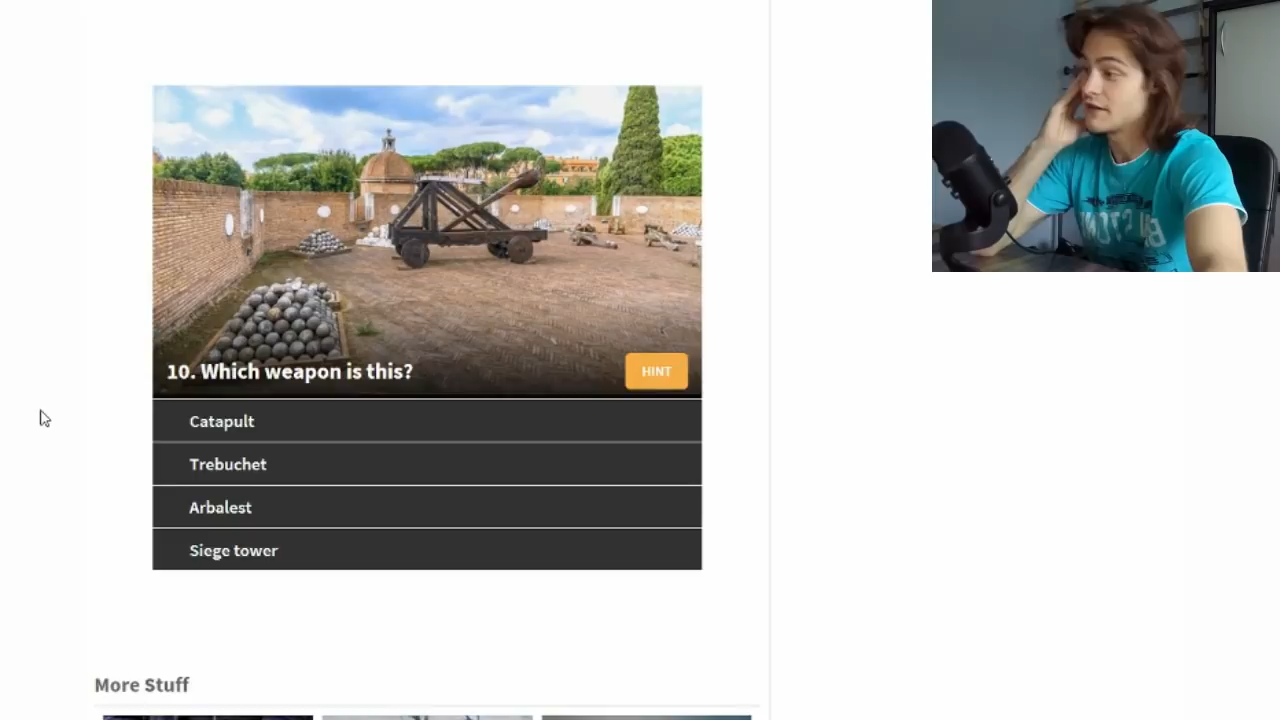 10. Which weapon is this?
HINT
Catapult
Trebuchet
Arbalest
Siege tower
More Stuff